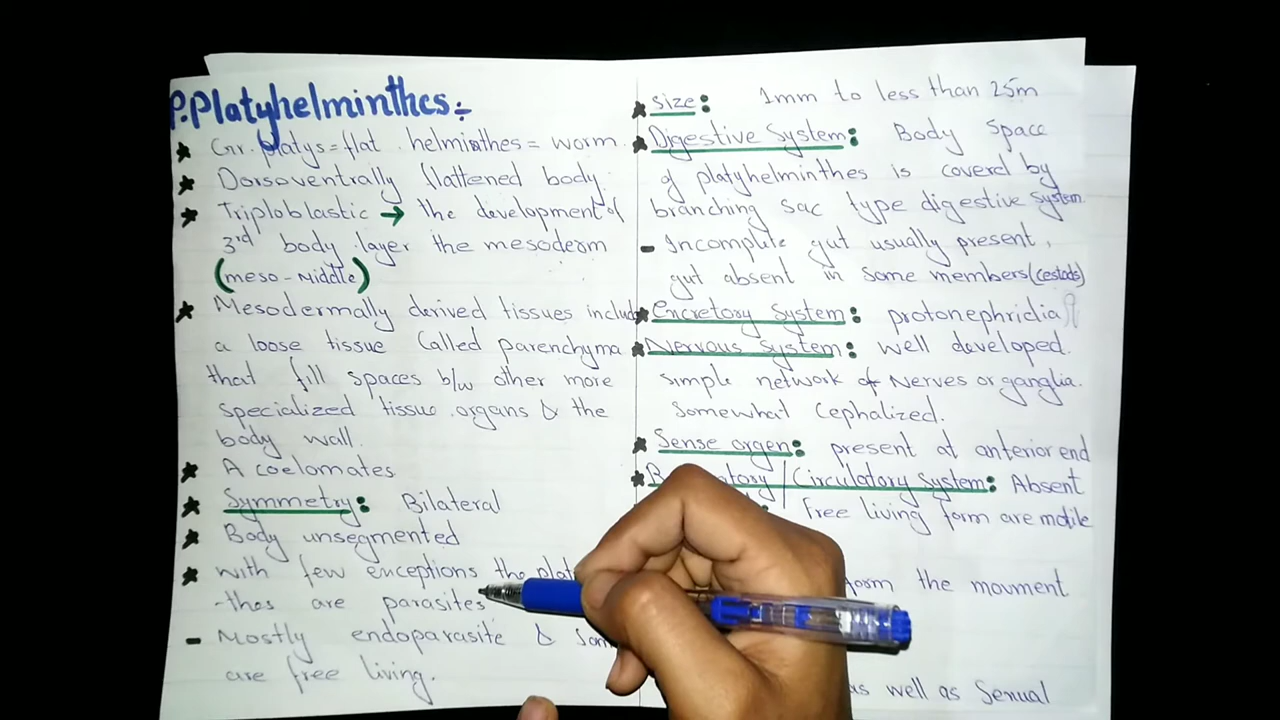 P.Platyhelminthes:-
Gr. platys = flat . helminthes = worm.
Dorsoventrally flattened body.
Triploblastic → the development of
3rd body layer the mesoderm
(meso - Middle)
Mesodermally derived tissues include
a loose tissue Called parenchyma
that fill spaces b/w other more
specialized tissue . organs & the
body wall.
A coelomates
Symmetry: Bilateral
Body unsegmented
with few exceptions the
-thes are parasites
- Mostly endoparasite &
are free living.
size: 1mm to less than 25m
Digestive System: Body Space
of platyhelminthes is coverd by
branching sac type digestive system
- Incomplete gut usually present,
gut absent in some members (cestods)
Excretory System: protonephridia
Nervous system: well developed.
simple network of Nerves or ganglia.
Somewhat Cephalized.
Sense orgen: present at anterior end
/ Circulatory System: Absent
free living form are motile
form the moument
as well as Sexual